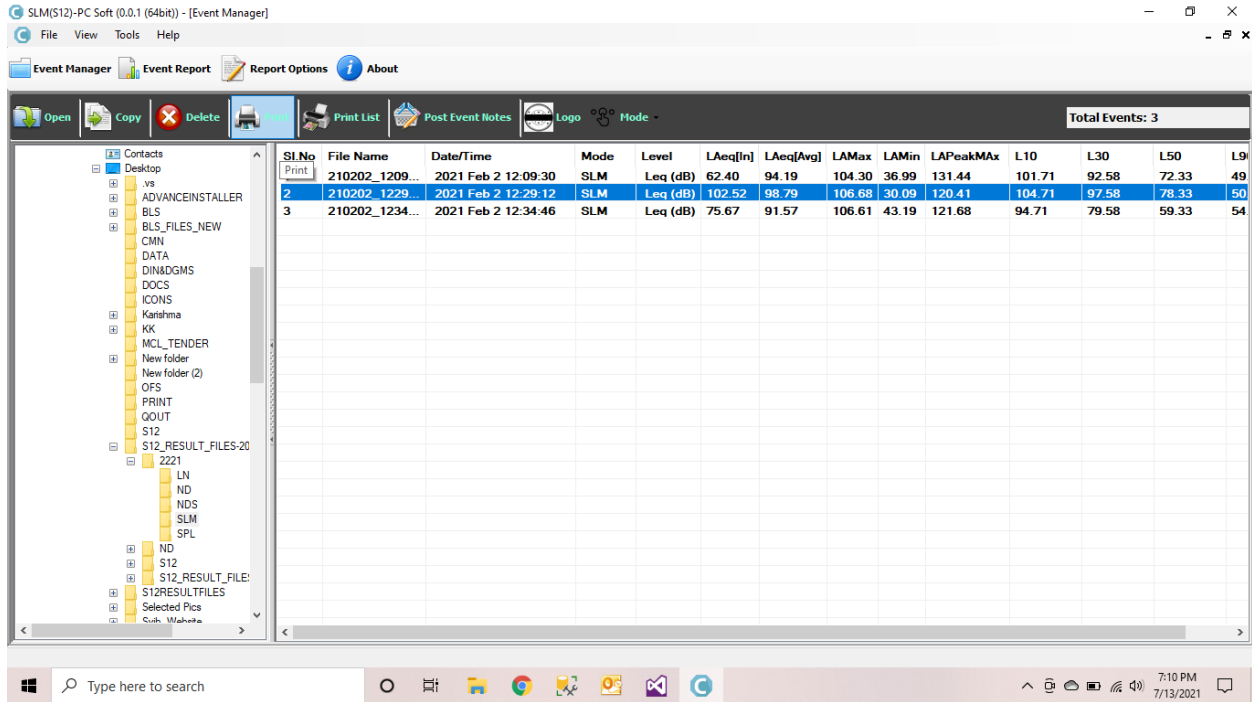 SLM(S12)-PC Soft (0.0.1 (64bit)) - [Event Manager]
File View Tools Help
Event Manager Event Report Report Options About
Open Copy Delete Print Print List Post Event Notes Logo Mode Total Events: 3
Contacts
Desktop
.vs
ADVANCEINSTALLER
BLS
BLS_FILES_NEW
CMN
DATA
DIN&DGMS
DOCS
ICONS
Karishma
KK
MCL_TENDER
New folder
New folder (2)
OFS
PRINT
QOUT
S12
S12_RESULT_FILES-20
2221
LN
ND
NDS
SLM
SPL
ND
S12
S12_RESULT_FILE
S12RESULTFILES
Selected Pics
Sl.No File Name Date/Time Mode Level LAeq[In] LAeq[Avg] LAMax LAMin LAPeakMAx L10 L30 L50 L9
Print
210202_1209... 2021 Feb 2 12:09:30 SLM Leq (dB) 62.40 94.19 104.30 36.99 131.44 101.71 92.58 72.33 49.
2 210202_1229... 2021 Feb 2 12:29:12 SLM Leq (dB) 102.52 98.79 106.68 30.09 120.41 104.71 97.58 78.33 50
3 210202_1234... 2021 Feb 2 12:34:46 SLM Leq (dB) 75.67 91.57 106.61 43.19 121.68 94.71 79.58 59.33 54.
Type here to search
7:10 PM
7/13/2021